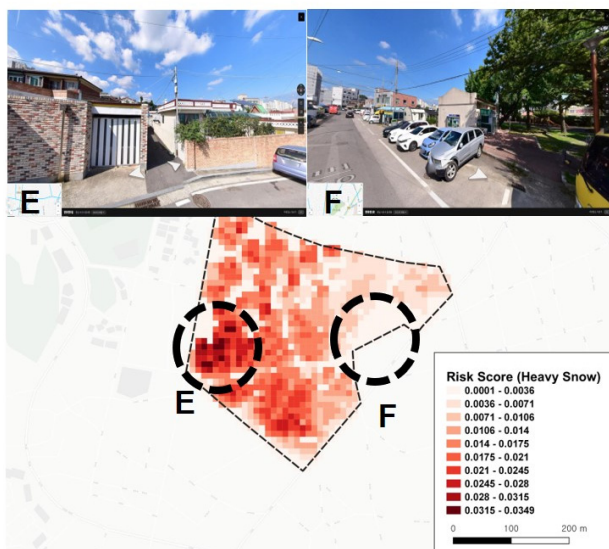 E
F
E
F
Risk Score (Heavy Snow)
0.0001 - 0.0036
0.0036 - 0.0071
0.0071 - 0.0106
0.0106 - 0.014
0.014 - 0.0175
0.0175 - 0.021
0.021 - 0.0245
0.0245 - 0.028
0.028 - 0.0315
0.0315 - 0.0349
0 100 200 m